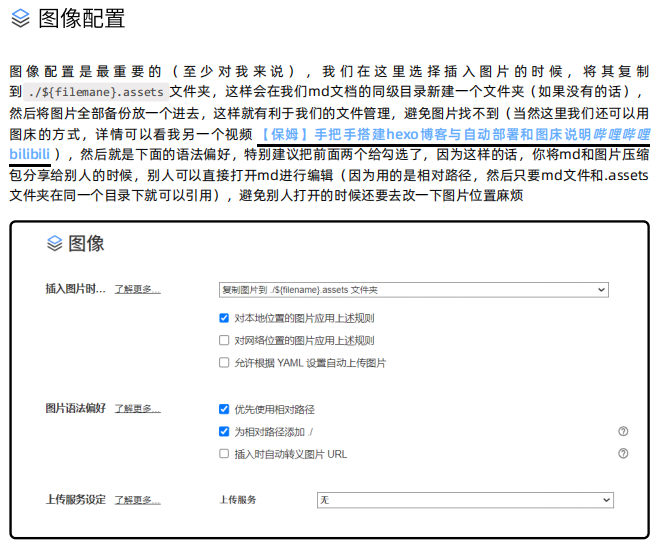 图像配置
图像配置是最重要的（至少对我来说），我们在这里选择插入图片的时候，将其复制
到 ./${filemane}.assets 文件夹，这样会在我们md文档的同级目录新建一个文件夹（如果没有的话），
然后将图片全部备份放一个进去，这样就有利于我们的文件管理，避免图片找不到（当然这里我们还可以用
图床的方式，详情可以看我另一个视频 【保姆】手把手搭建hexo博客与自动部署和图床说明哔哩哔哩
bilibili ），然后就是下面的语法偏好，特别建议把前面两个给勾选了，因为这样的话，你将md和图片压缩
包分享给别人的时候，别人可以直接打开md进行编辑（因为用的是相对路径，然后只要md文件和.assets
文件夹在同一个目录下就可以引用），避免别人打开的时候还要去改一下图片位置麻烦
图像
插入图片时... 了解更多... 复制图片到 ./${filename}.assets 文件夹
对本地位置的图片应用上述规则
对网络位置的图片应用上述规则
允许根据 YAML 设置自动上传图片
图片语法偏好 了解更多... 优先使用相对路径
为相对路径添加 ./
插入时自动转义图片 URL
上传服务设定 了解更多... 上传服务 无